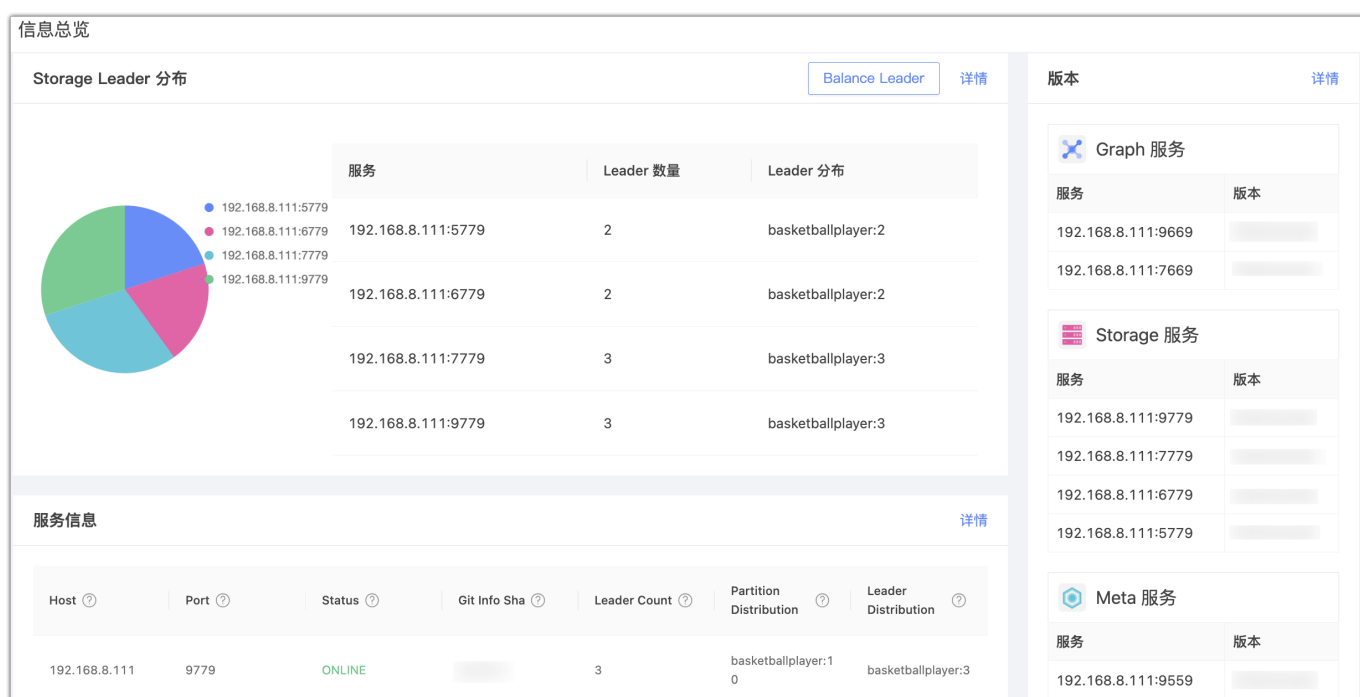 信息总览
Storage Leader 分布
Balance Leader
详情
192.168.8.111:5779
192.168.8.111:6779
192.168.8.111:7779
192.168.8.111:9779
服务 Leader 数量 Leader 分布
192.168.8.111:5779 2 basketballplayer:2
192.168.8.111:6779 2 basketballplayer:2
192.168.8.111:7779 3 basketballplayer:3
192.168.8.111:9779 3 basketballplayer:3
服务信息
详情
Host Port Status Git Info Sha Leader Count Partition Distribution Leader Distribution
192.168.8.111 9779 ONLINE 3 basketballplayer:10 basketballplayer:3
版本
详情
Graph 服务
服务 版本
192.168.8.111:9669
192.168.8.111:7669
Storage 服务
服务 版本
192.168.8.111:9779
192.168.8.111:7779
192.168.8.111:6779
192.168.8.111:5779
Meta 服务
服务 版本
192.168.8.111:9559